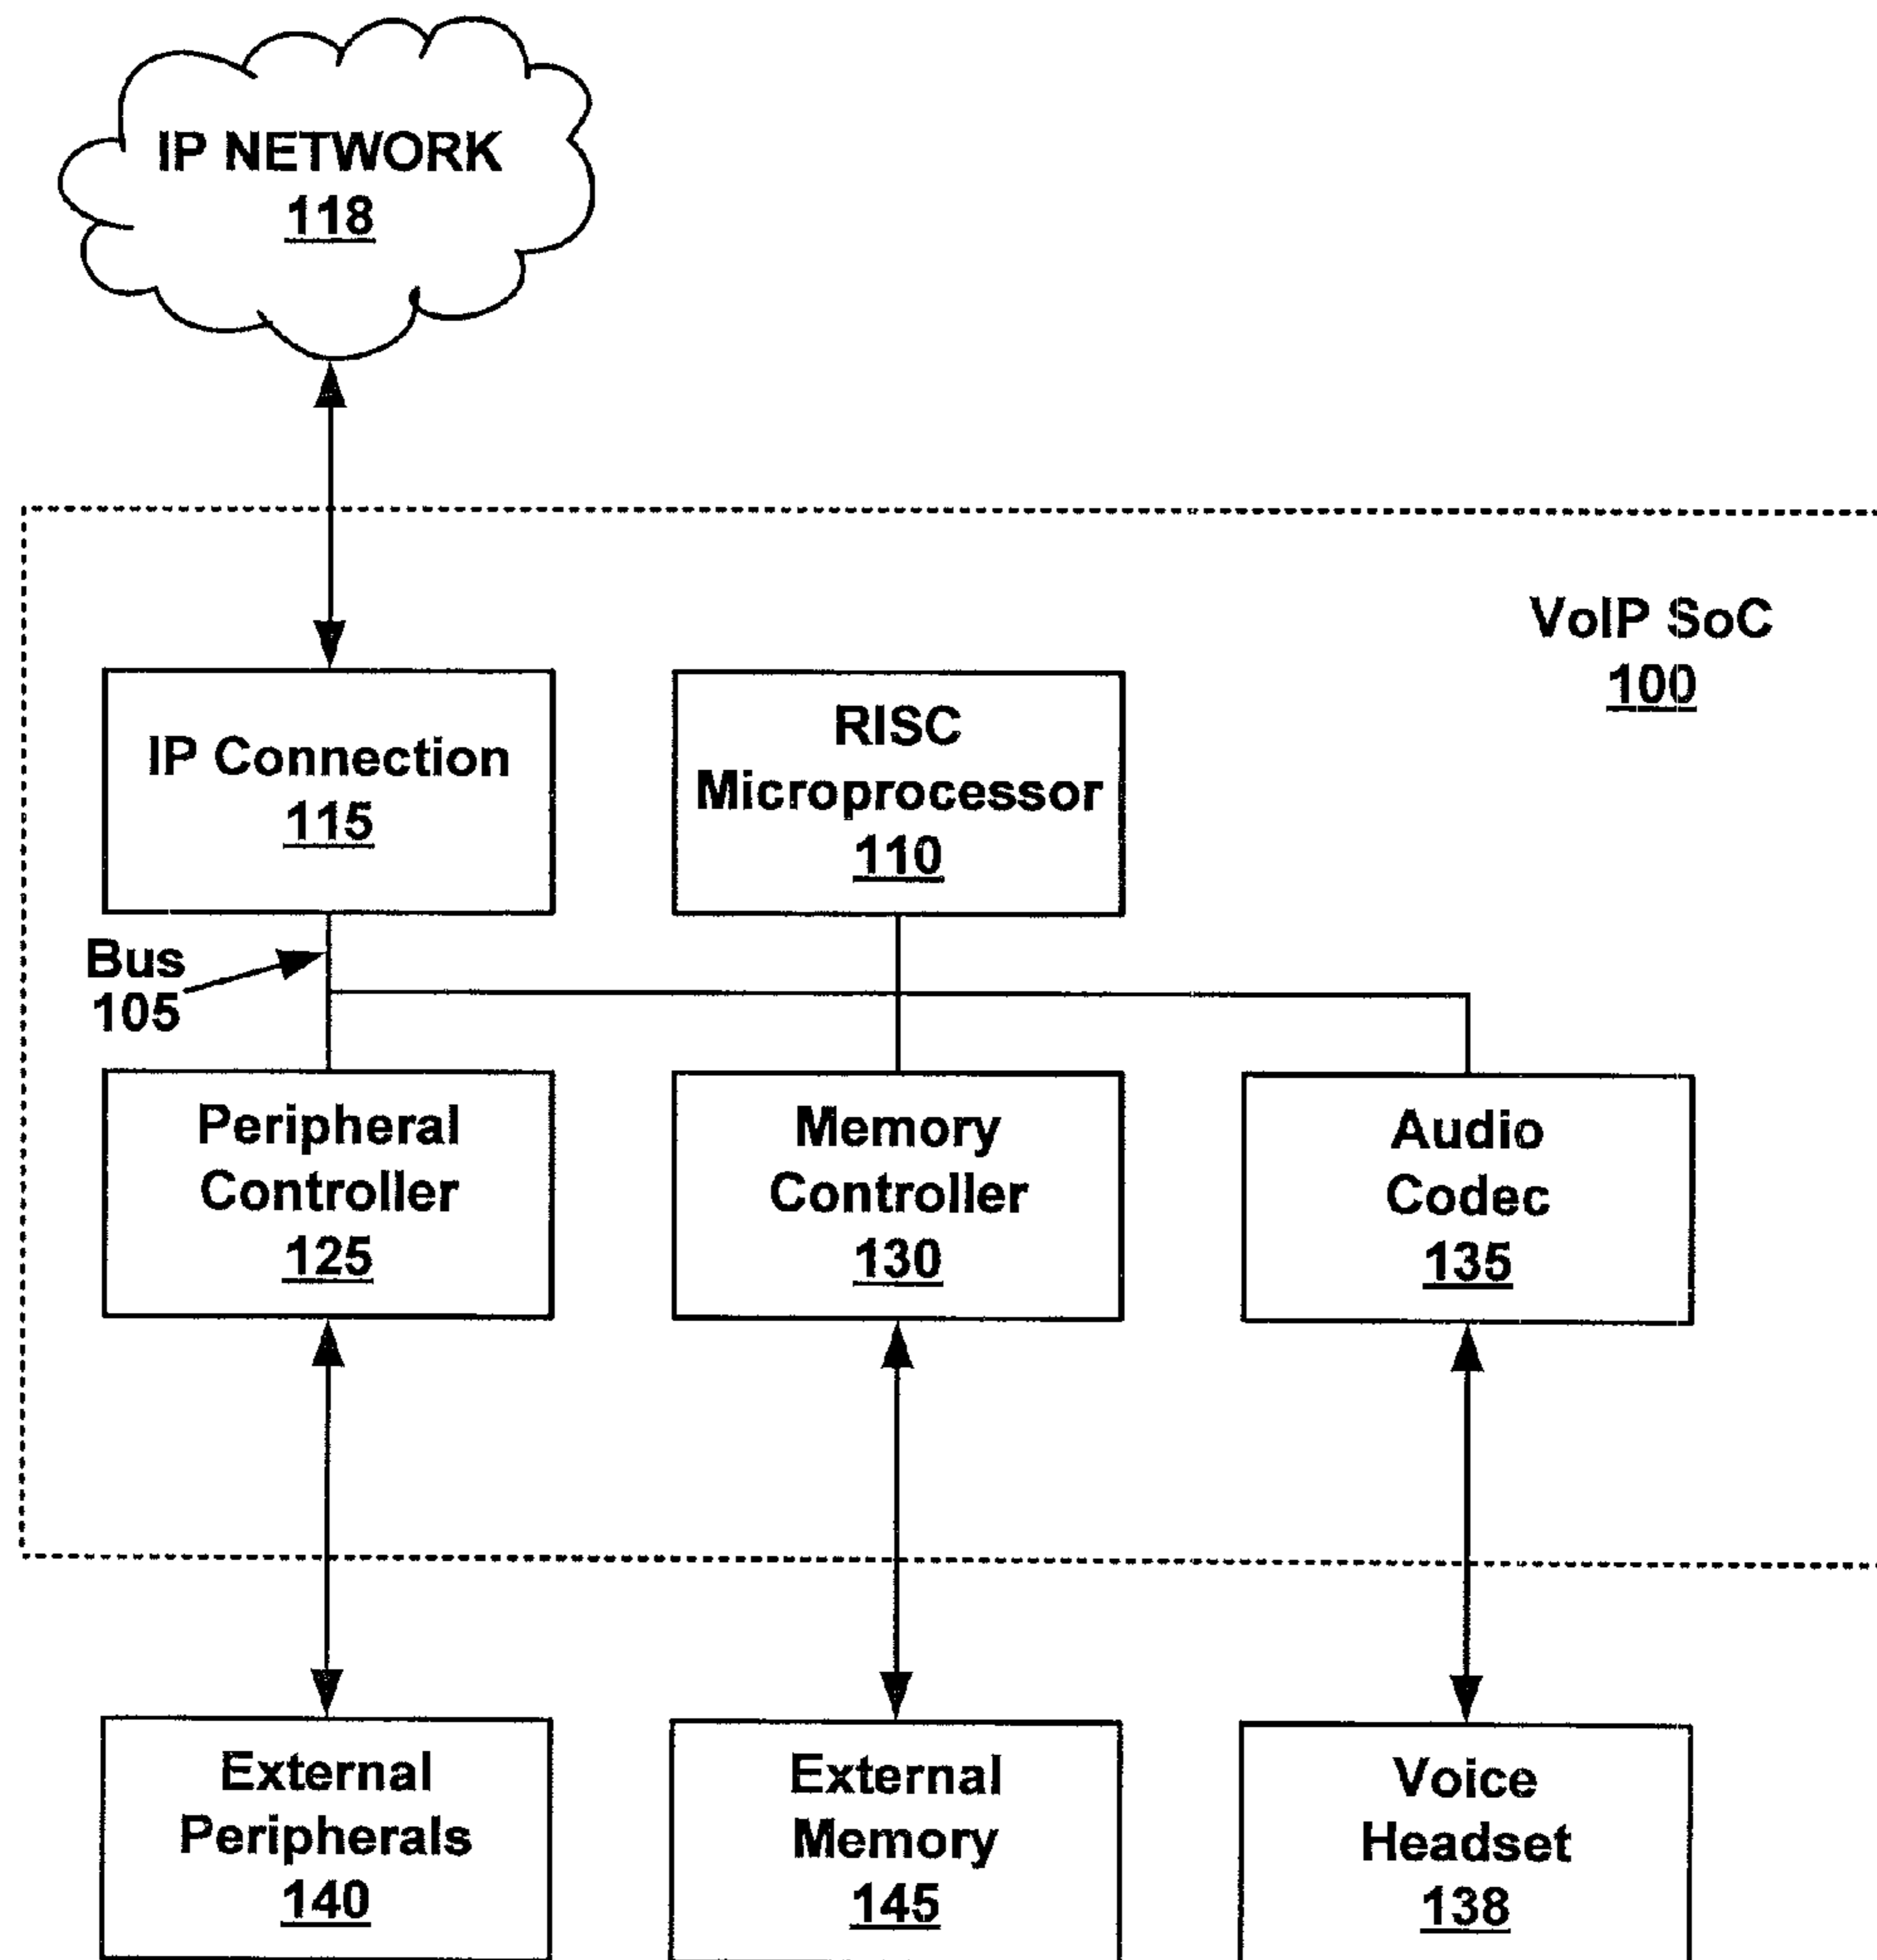 IP NETWORK
118
VoIP SoC
100
IP Connection
115
RISC
Microprocessor
110
Bus
105
Peripheral
Controller
125
Memory
Controller
130
Audio
Codec
135
External
Peripherals
140
External
Memory
145
Voice
Headset
138